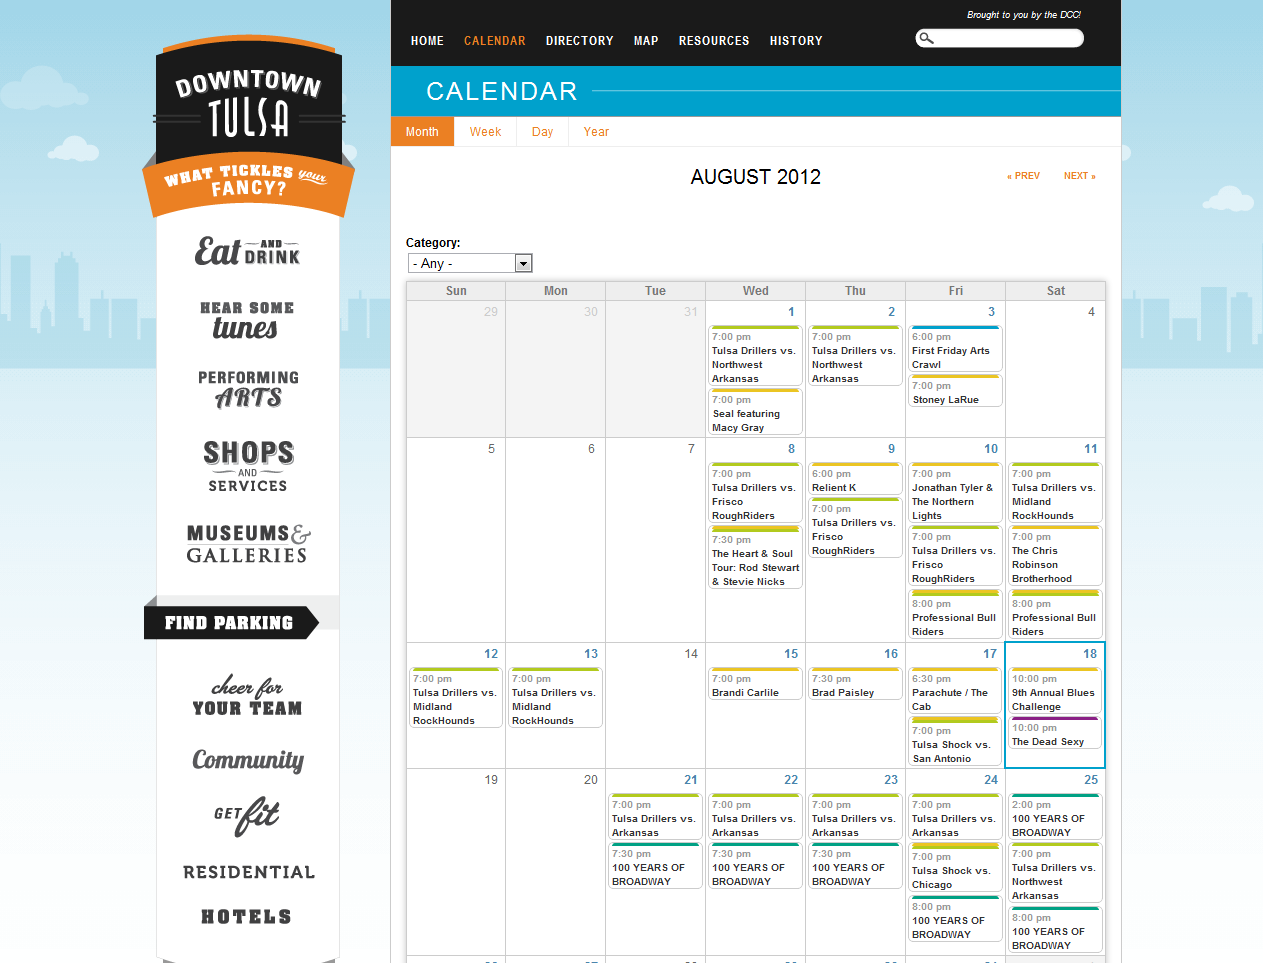 Brought to you by the DCC!
HOME CALENDAR DIRECTORY MAP RESOURCES HISTORY
DOWNTOWN
TULSA
WHAT TICKLES your
FANCY?
Eat AND DRINK
HEAR SOME
tunes
PERFORMING
ARTS
SHOPS
AND
SERVICES
MUSEUMS &
GALLERIES
FIND PARKING
cheer for
YOUR TEAM
Community
GET fit
RESIDENTIAL
HOTELS
CALENDAR
Month Week Day Year
AUGUST 2012
« PREV NEXT »
Category:
- Any -
Sun Mon Tue Wed Thu Fri Sat
29 30 31
1
7:00 pm
Tulsa Drillers vs.
Northwest
Arkansas
7:00 pm
Seal featuring
Macy Gray
2
7:00 pm
Tulsa Drillers vs.
Northwest
Arkansas
3
6:00 pm
First Friday Arts
Crawl
7:00 pm
Stoney LaRue
4
5
6
7
8
7:00 pm
Tulsa Drillers vs.
Frisco
RoughRiders
7:30 pm
The Heart & Soul
Tour: Rod Stewart
& Stevie Nicks
9
6:00 pm
Relient K
7:00 pm
Tulsa Drillers vs.
Frisco
RoughRiders
10
7:00 pm
Jonathan Tyler &
The Northern
Lights
7:00 pm
Tulsa Drillers vs.
Frisco
RoughRiders
8:00 pm
Professional Bull
Riders
11
7:00 pm
Tulsa Drillers vs.
Midland
RockHounds
7:00 pm
The Chris
Robinson
Brotherhood
8:00 pm
Professional Bull
Riders
12
7:00 pm
Tulsa Drillers vs.
Midland
RockHounds
13
7:00 pm
Tulsa Drillers vs.
Midland
RockHounds
14
15
7:00 pm
Brandi Carlile
16
7:30 pm
Brad Paisley
17
6:30 pm
Parachute / The
Cab
7:00 pm
Tulsa Shock vs.
San Antonio
18
10:00 pm
9th Annual Blues
Challenge
10:00 pm
The Dead Sexy
19
20
21
7:00 pm
Tulsa Drillers vs.
Arkansas
7:30 pm
100 YEARS OF
BROADWAY
22
7:00 pm
Tulsa Drillers vs.
Arkansas
7:30 pm
100 YEARS OF
BROADWAY
23
7:00 pm
Tulsa Drillers vs.
Arkansas
7:30 pm
100 YEARS OF
BROADWAY
24
7:00 pm
Tulsa Drillers vs.
Arkansas
7:00 pm
Tulsa Shock vs.
Chicago
8:00 pm
100 YEARS OF
BROADWAY
25
2:00 pm
100 YEARS OF
BROADWAY
7:00 pm
Tulsa Drillers vs.
Northwest
Arkansas
8:00 pm
100 YEARS OF
BROADWAY